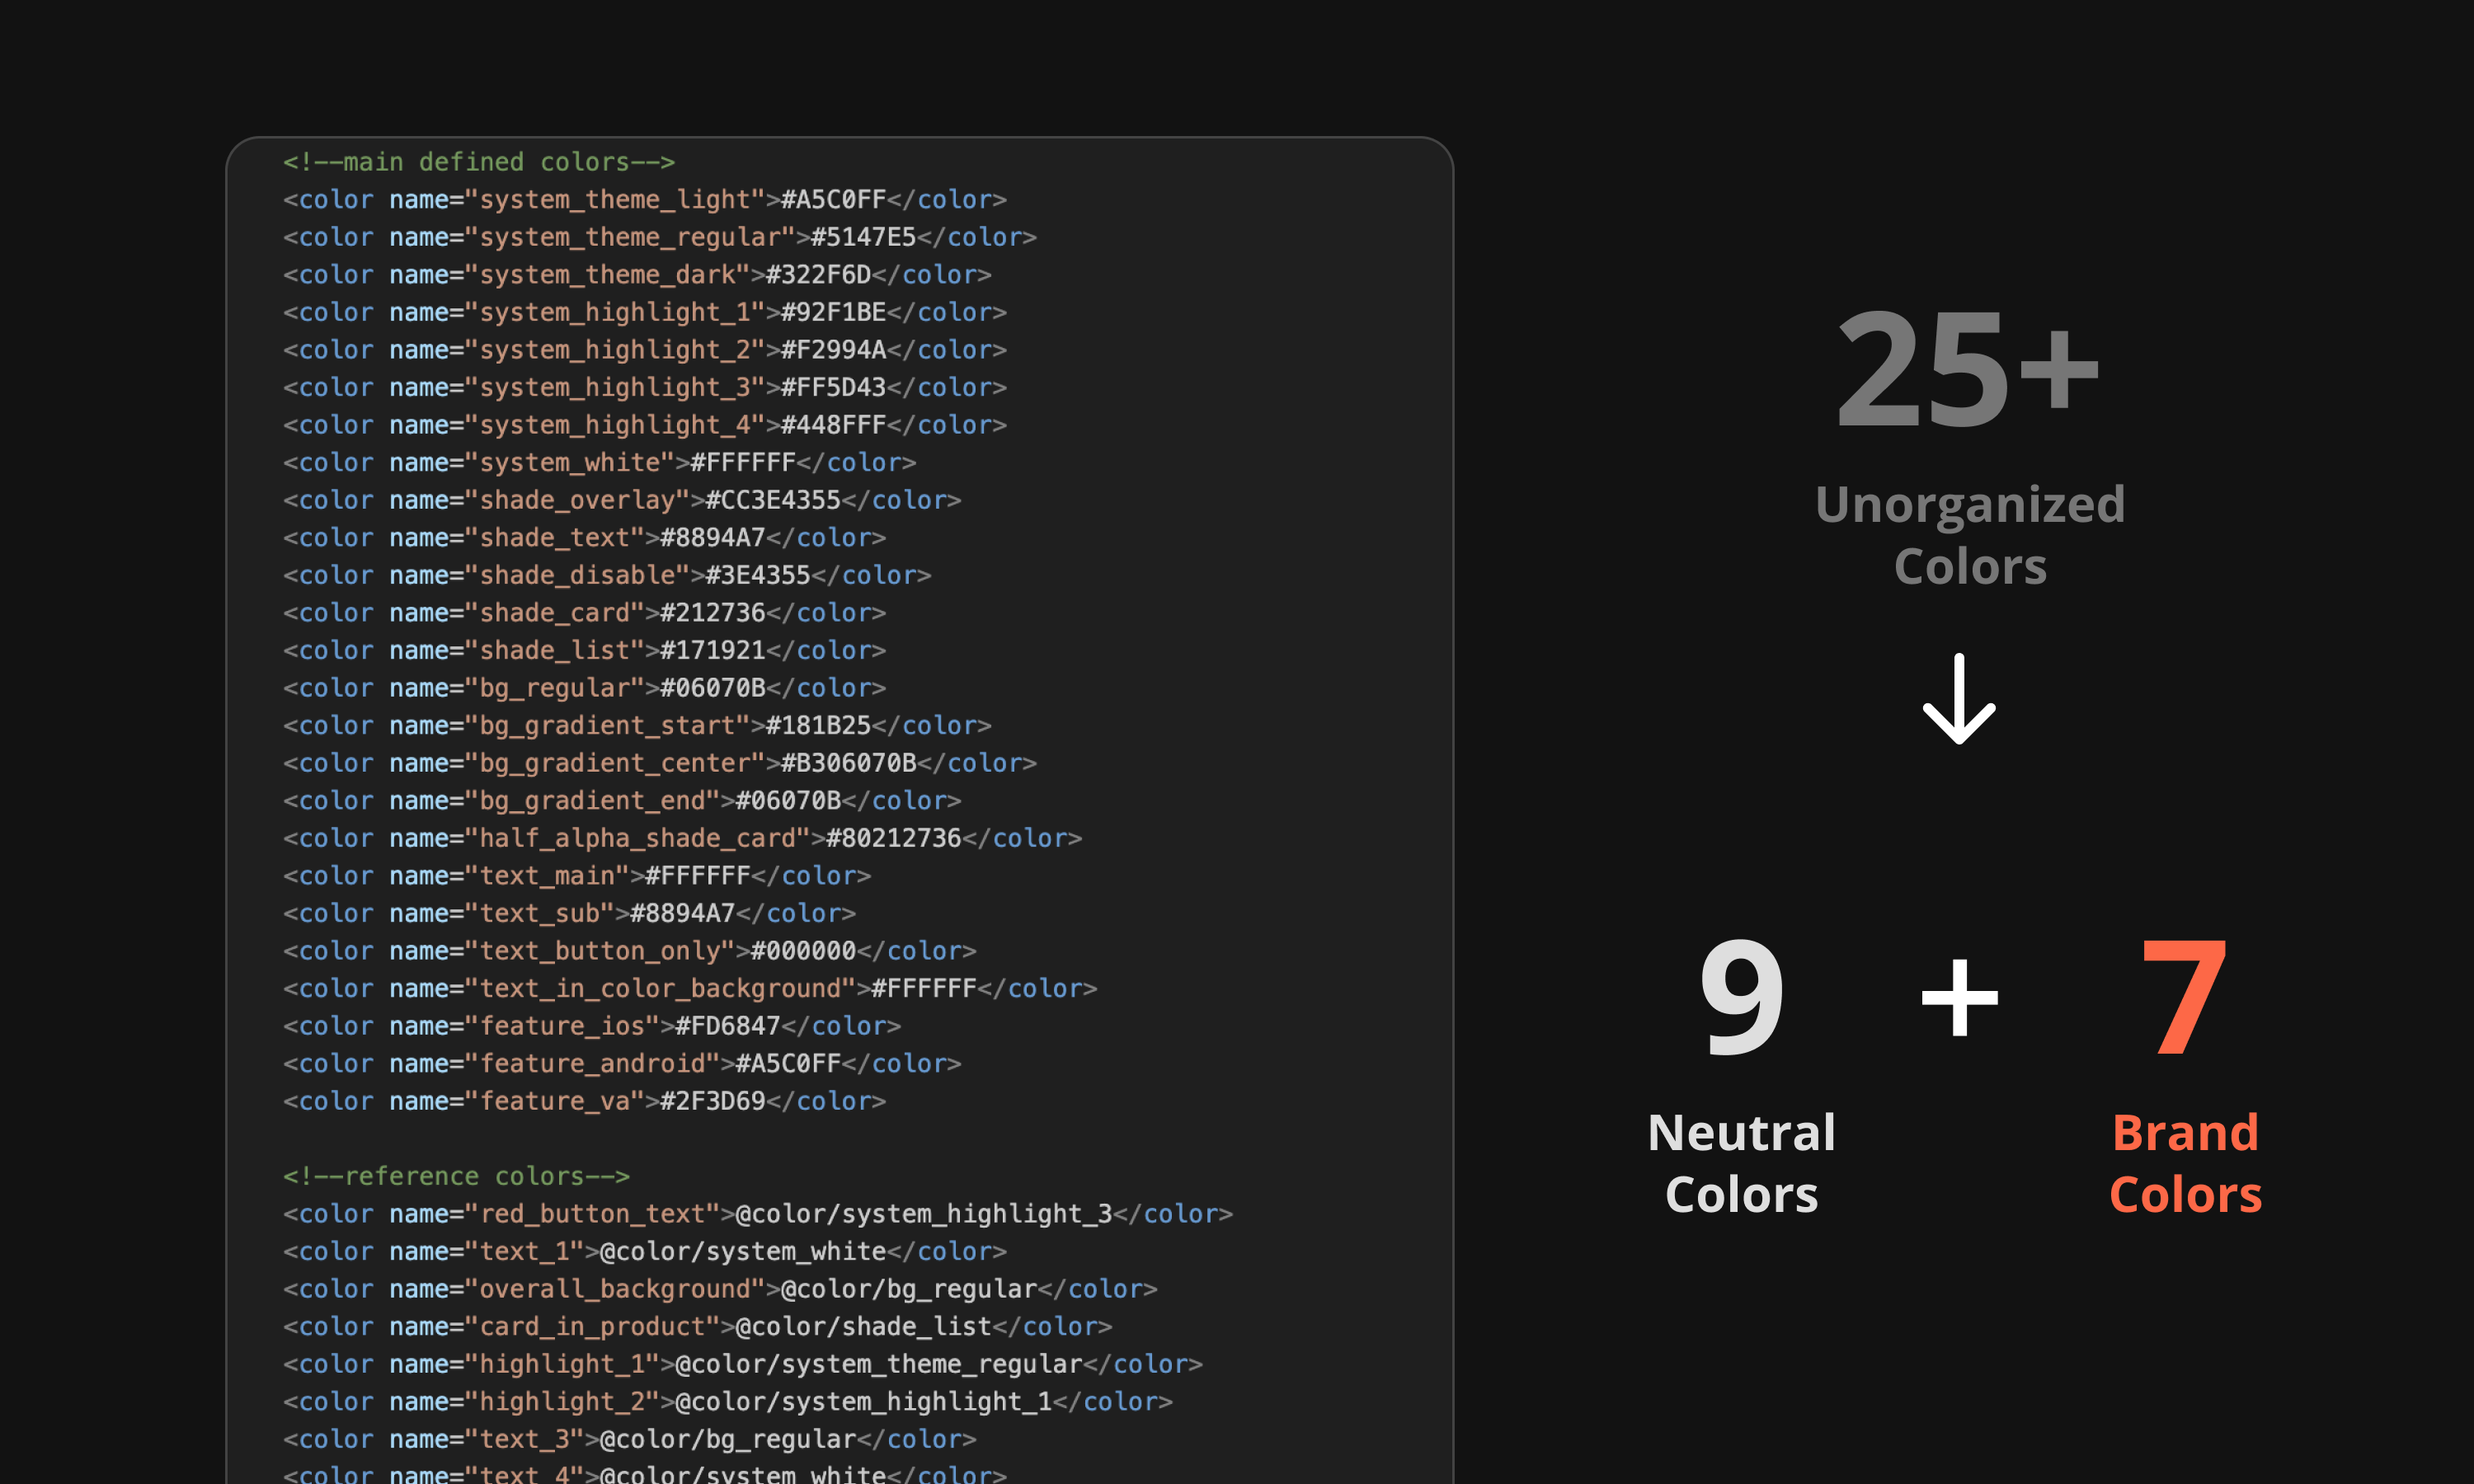 <!--main defined colors-->
<color name="system_theme_light">#A5C0FF</color>
<color name="system_theme_regular">#5147E5</color>
<color name="system_theme_dark">#322F6D</color>
<color name="system_highlight_1">#92F1BE</color>
<color name="system_highlight_2">#F2994A</color>
<color name="system_highlight_3">#FF5D43</color>
<color name="system_highlight_4">#448FFF</color>
<color name="system_white">#FFFFFF</color>
<color name="shade_overlay">#CC3E4355</color>
<color name="shade_text">#8894A7</color>
<color name="shade_disable">#3E4355</color>
<color name="shade_card">#212736</color>
<color name="shade_list">#171921</color>
<color name="bg_regular">#06070B</color>
<color name="bg_gradient_start">#181B25</color>
<color name="bg_gradient_center">#B306070B</color>
<color name="bg_gradient_end">#06070B</color>
<color name="half_alpha_shade_card">#80212736</color>
<color name="text_main">#FFFFFF</color>
<color name="text_sub">#8894A7</color>
<color name="text_button_only">#000000</color>
<color name="text_in_color_background">#FFFFFF</color>
<color name="feature_ios">#FD6847</color>
<color name="feature_android">#A5C0FF</color>
<color name="feature_va">#2F3D69</color>
<!--reference colors-->
<color name="red_button_text">@color/system_highlight_3</color>
<color name="text_1">@color/system_white</color>
<color name="overall_background">@color/bg_regular</color>
<color name="card_in_product">@color/shade_list</color>
<color name="highlight_1">@color/system_theme_regular</color>
<color name="highlight_2">@color/system_highlight_1</color>
<color name="text_3">@color/bg_regular</color>
<color name="text_4">@color/system_white</color>
25+
Unorganized
Colors
9 + 7
Neutral
Colors
Brand
Colors